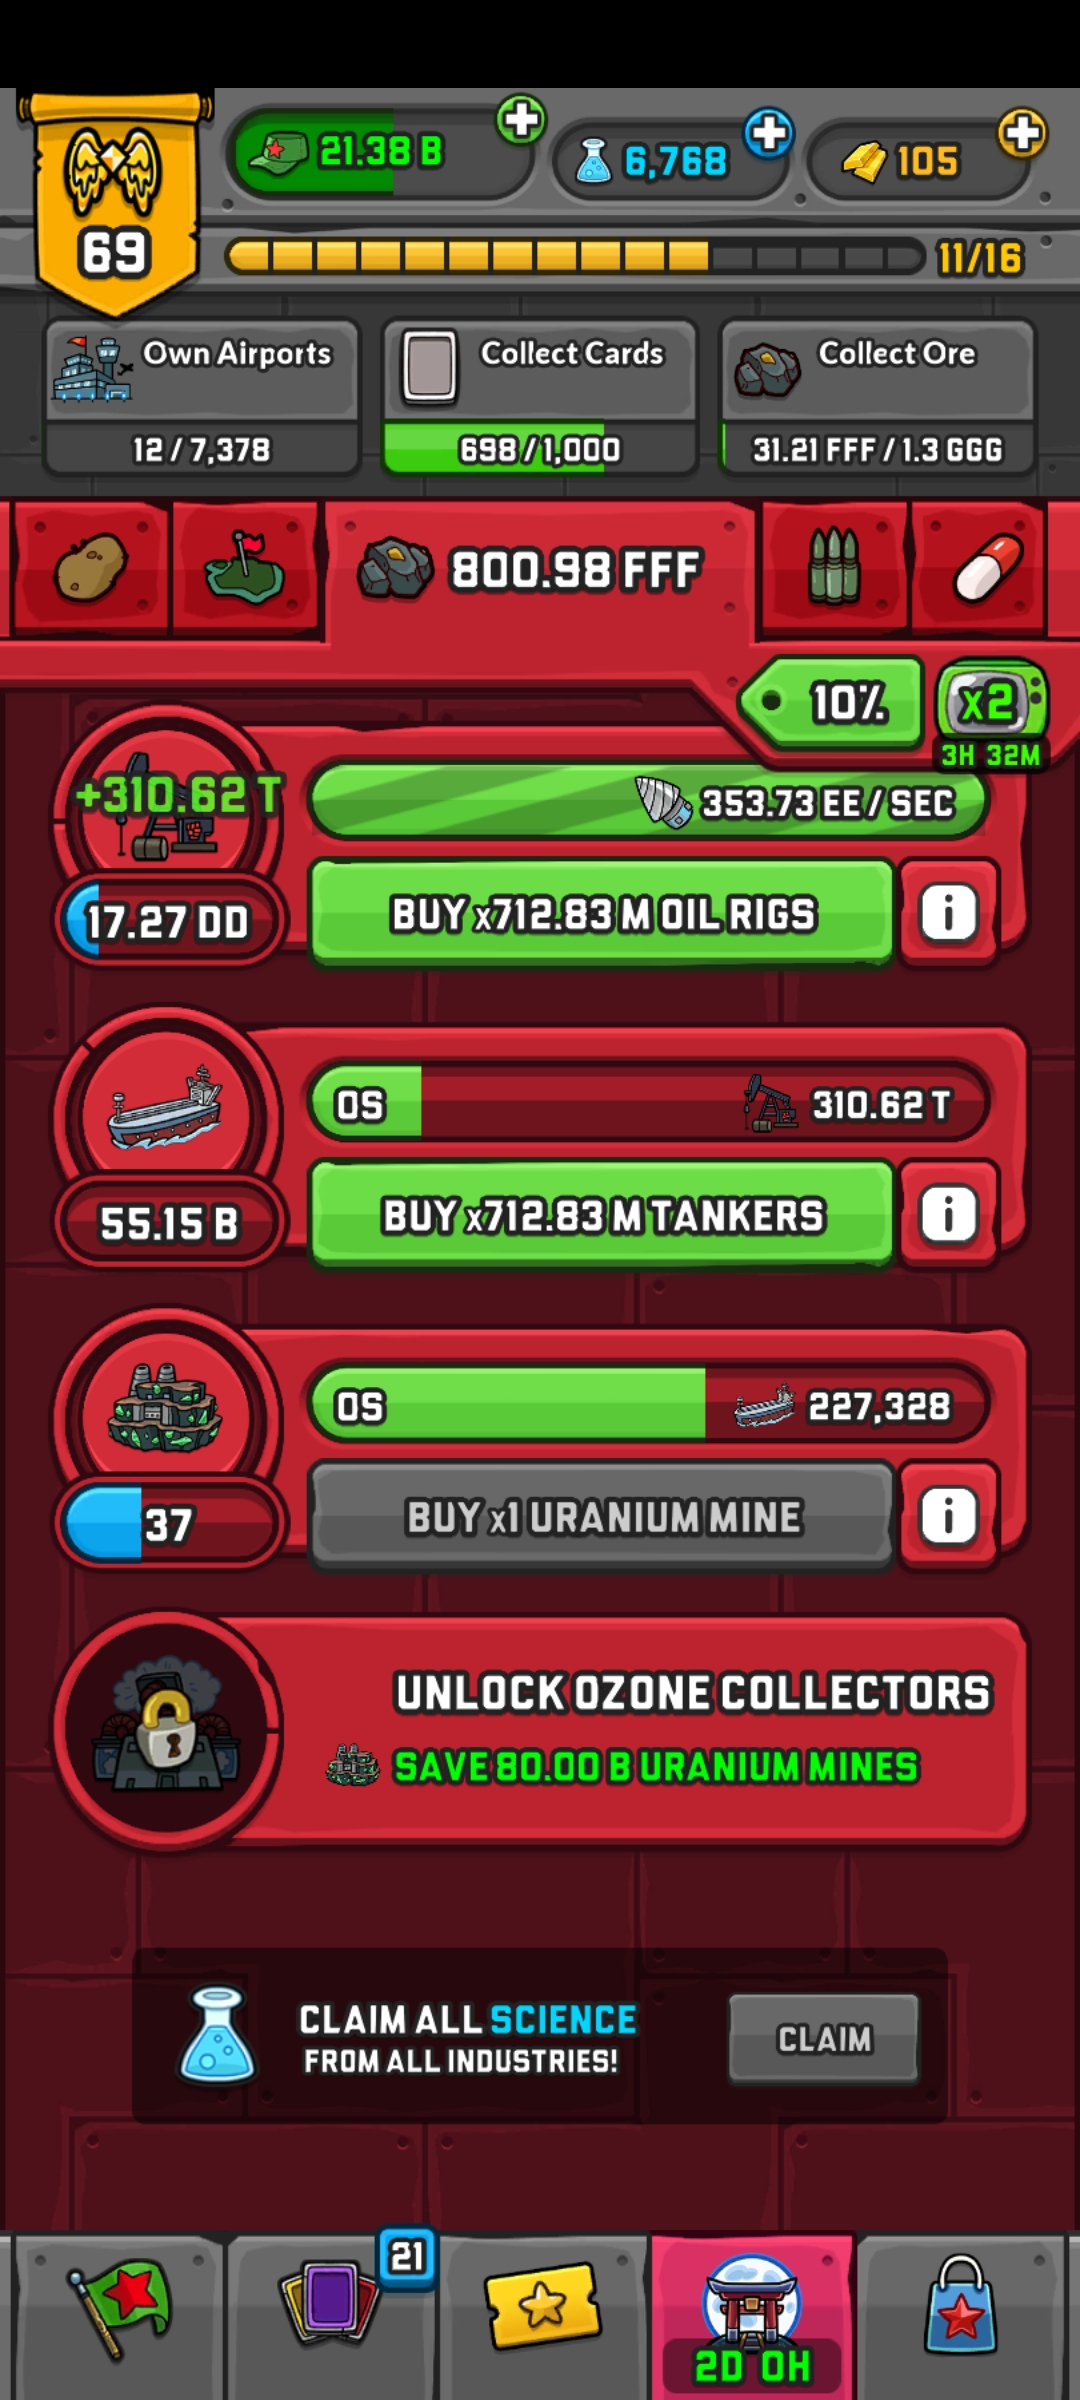 69
21.38 B
6,768
105
11/16
Own Airports
12 / 7,378
Collect Cards
698 / 1,000
Collect Ore
31.21 FFF / 1.3 GGG
800.98 FFF
10%
x2
3H 32M
+310.62 T
353.73 EE / SEC
17.27 DD
BUY x712.83 M OIL RIGS
i
0S
310.62 T
55.15 B
BUY x712.83 M TANKERS
i
0S
227,328
37
BUY x1 URANIUM MINE
i
UNLOCK OZONE COLLECTORS
SAVE 80.00 B URANIUM MINES
CLAIM ALL SCIENCE
FROM ALL INDUSTRIES!
CLAIM
21
2D 0H